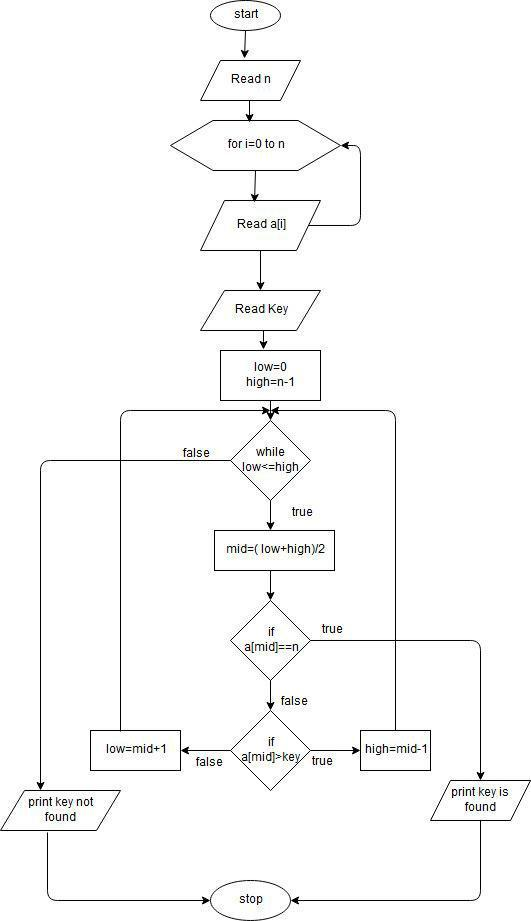 start
Read n
for i=0 to n
Read a[i]
Read Key
low=0
high=n-1
while
low<=high
false
true
mid=( low+high)/2
if
a[mid]==n
true
false
if
a[mid]>key
false
true
low=mid+1
high=mid-1
print key not
found
print key is
found
stop